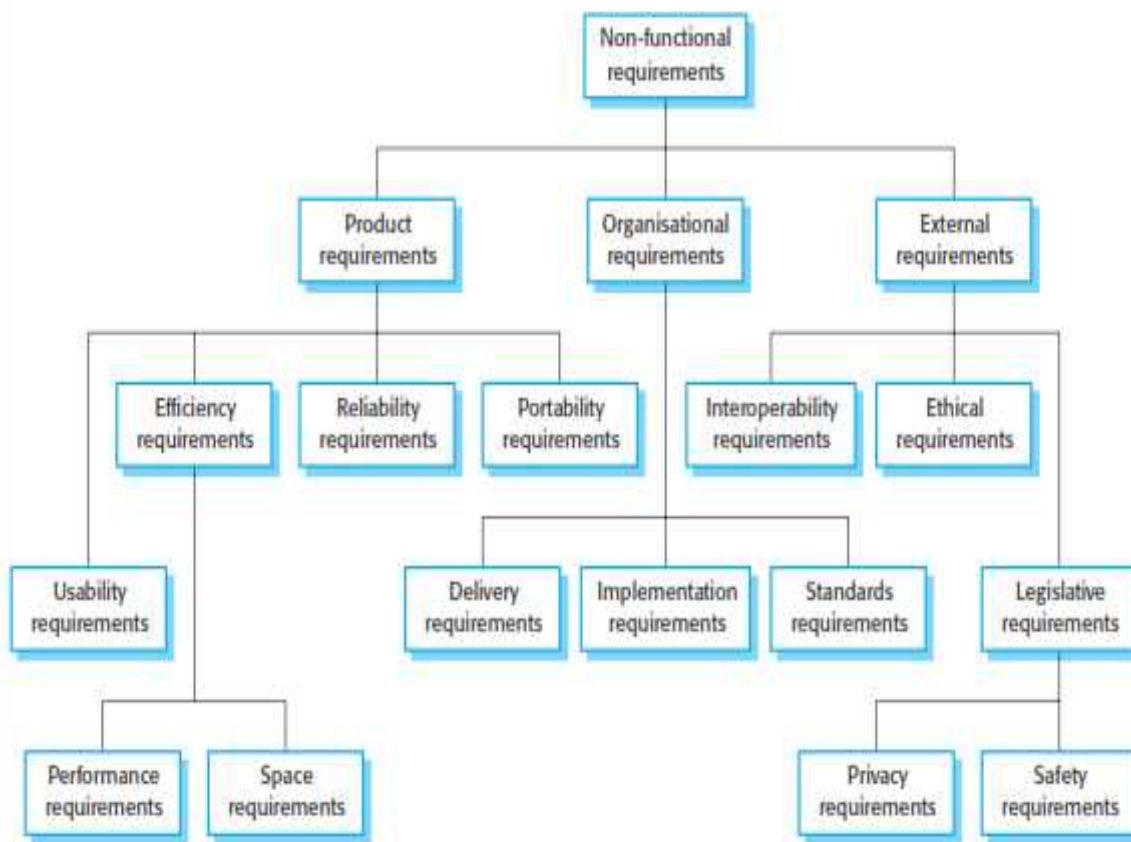 Non-functional
requirements
Product
requirements
Organisational
requirements
External
requirements
Efficiency
requirements
Reliability
requirements
Portability
requirements
Interoperability
requirements
Ethical
requirements
Usability
requirements
Delivery
requirements
Implementation
requirements
Standards
requirements
Legislative
requirements
Performance
requirements
Space
requirements
Privacy
requirements
Safety
requirements